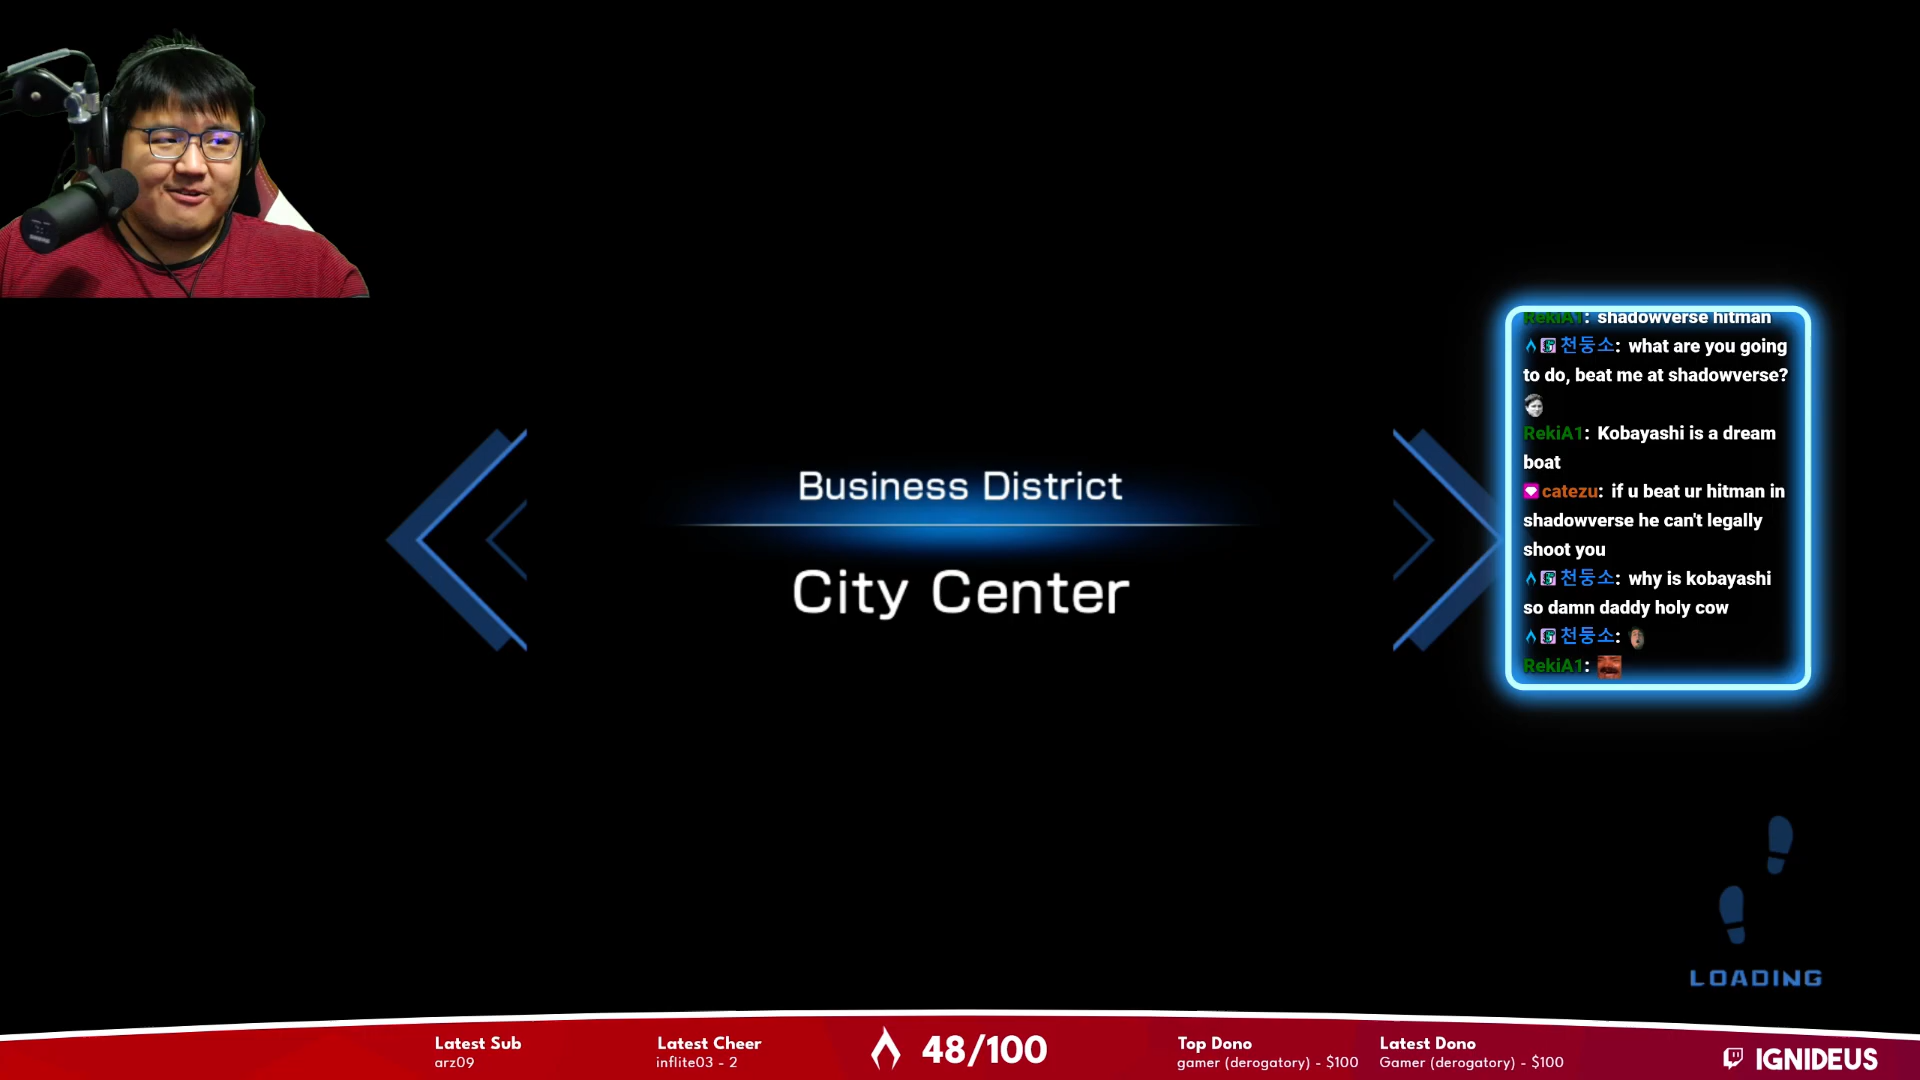 RekiA1: shadowverse hitman
천둥소: what are you going
to do, beat me at shadowverse?
RekiA1: Kobayashi is a dream
boat
catezu: if u beat ur hitman in
shadowverse he can't legally
shoot you
천둥소: why is kobayashi
so damn daddy holy cow
천둥소:
RekiA1:
Business District
City Center
LOADING
Latest Sub
arz09
Latest Cheer
inflite03 - 2
48/100
Top Dono
gamer (derogatory) - $100
Latest Dono
Gamer (derogatory) - $100
IGNIDEUS